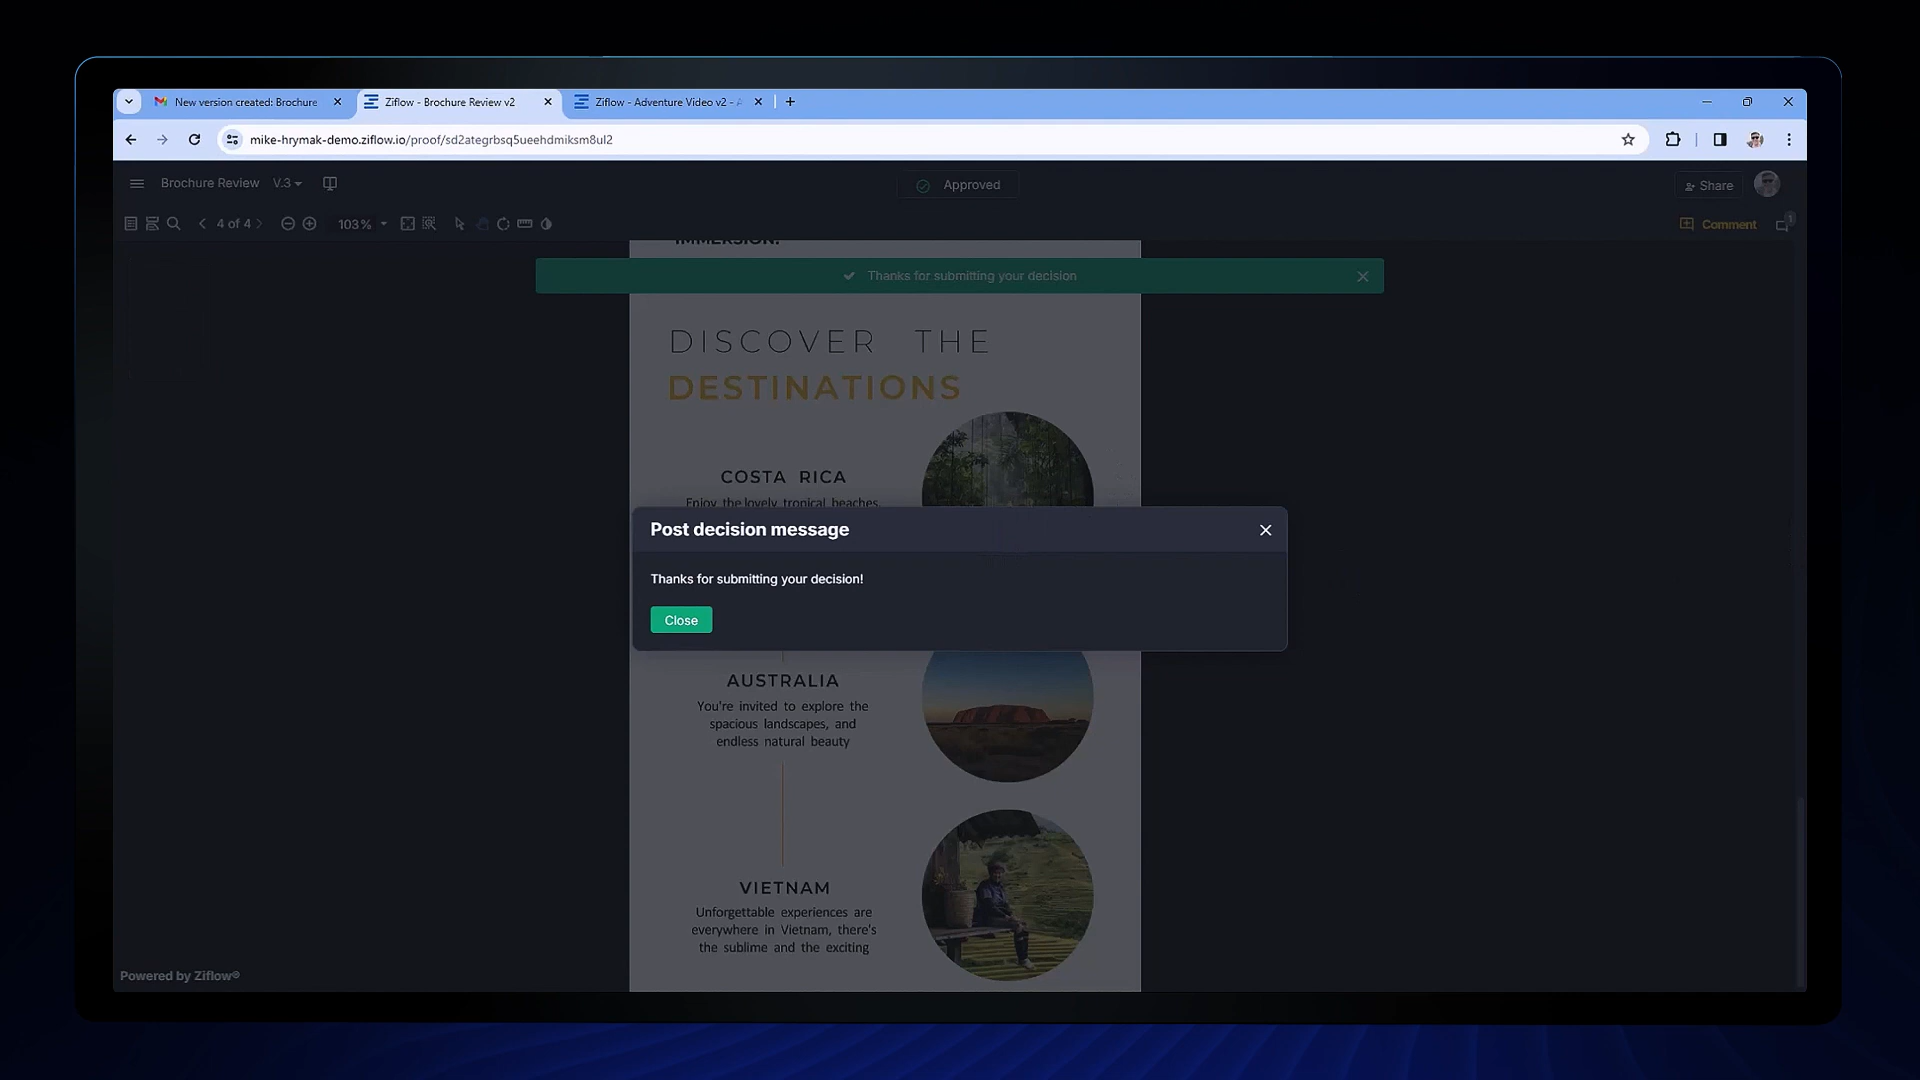 New version created: Brochure
Ziflow - Brochure Review v2
Ziflow - Adventure Video v2 -
mike-hrymak-demo.ziflow.io/proof/sd2ategrbsq5ueehdmiksm8ul2
Brochure Review V.3
Approved
Share
4 of 4
103%
Comment
1
IMMERSION.
Thanks for submitting your decision
DISCOVER THE
DESTINATIONS
COSTA RICA
Enjoy the lovely tropical beaches
Post decision message
Thanks for submitting your decision!
Close
AUSTRALIA
You're invited to explore the
spacious landscapes, and
endless natural beauty
VIETNAM
Unforgettable experiences are
everywhere in Vietnam, there's
the sublime and the exciting
Powered by Ziflow®